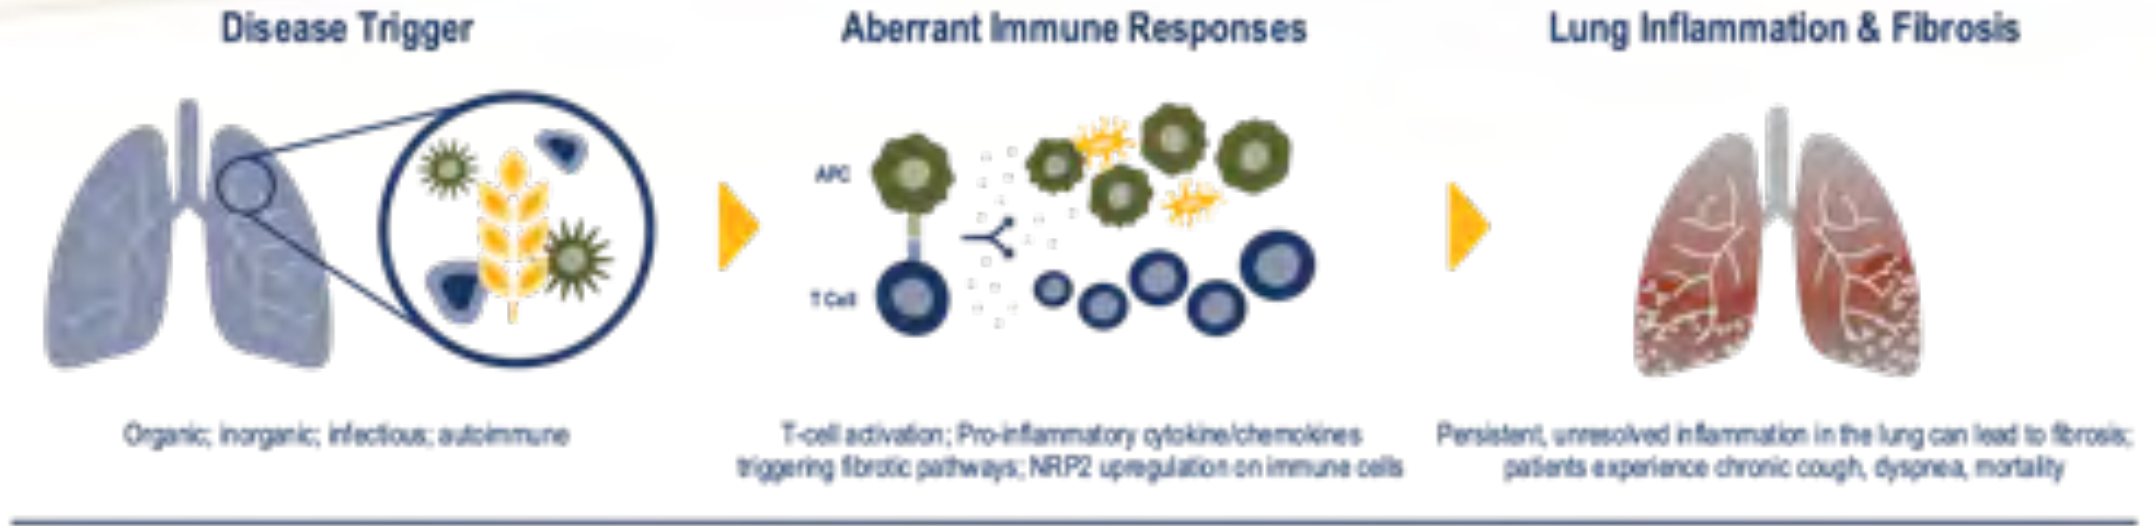 Disease Trigger
Aberrant Immune Responses
Lung Inflammation & Fibrosis
APC
T Cell
Organic; inorganic; infectious; autoimmune
T-cell activation; Pro-inflammatory cytokine/chemokines
triggering fibrotic pathways; NRP2 upregulation on immune cells
Persistent, unresolved inflammation in the lung can lead to fibrosis;
patients experience chronic cough, dyspnea, mortality